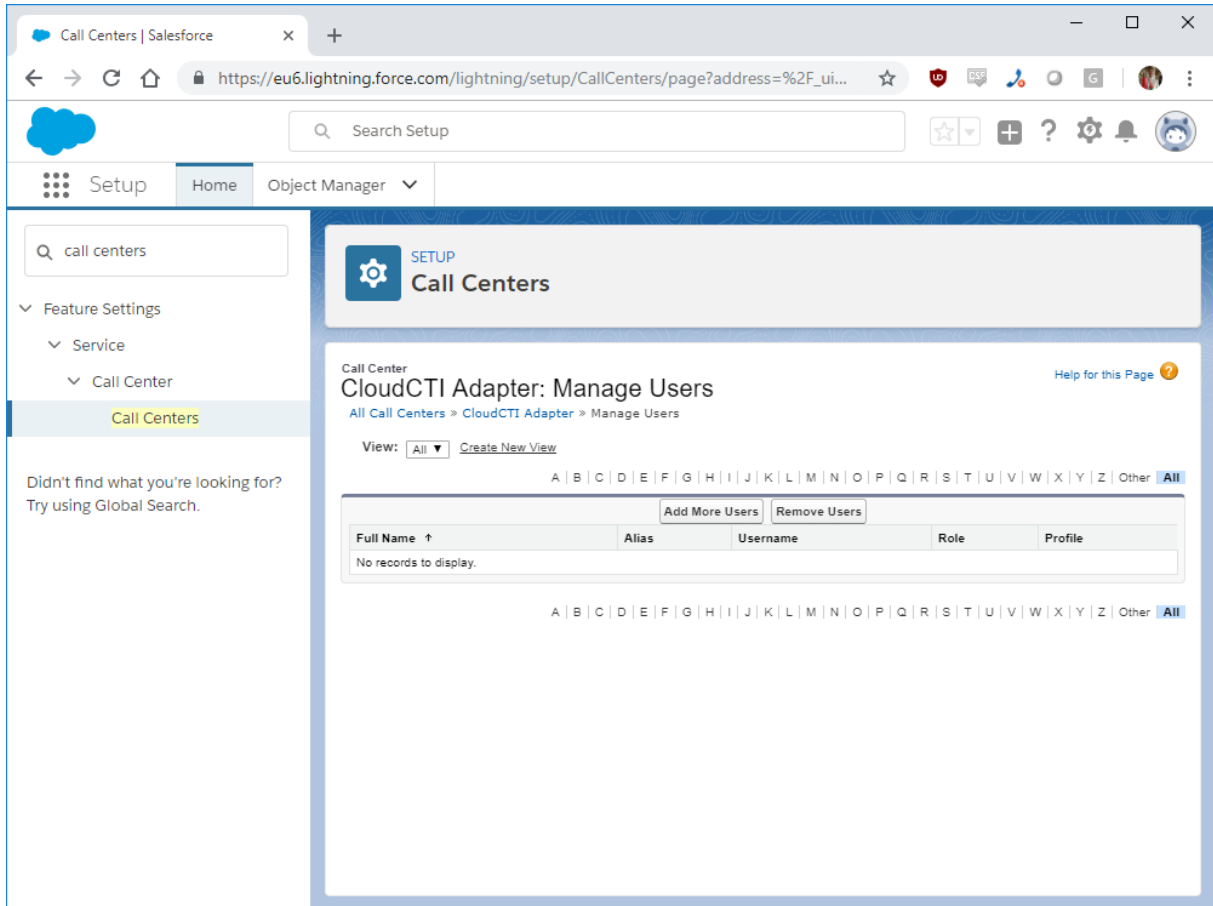 Call Centers | Salesforce
https://eu6.lightning.force.com/lightning/setup/CallCenters/page?address=%2F_ui...
Search Setup
Setup Home Object Manager
call centers
Feature Settings
Service
Call Center
Call Centers
Didn't find what you're looking for?
Try using Global Search.
SETUP
Call Centers
Call Center
CloudCTI Adapter: Manage Users
Help for this Page ?
All Call Centers » CloudCTI Adapter » Manage Users
View: All ▼ Create New View
A | B | C | D | E | F | G | H | I | J | K | L | M | N | O | P | Q | R | S | T | U | V | W | X | Y | Z | Other All
Add More Users Remove Users
Full Name ↑ Alias Username Role Profile
No records to display.
A | B | C | D | E | F | G | H | I | J | K | L | M | N | O | P | Q | R | S | T | U | V | W | X | Y | Z | Other All